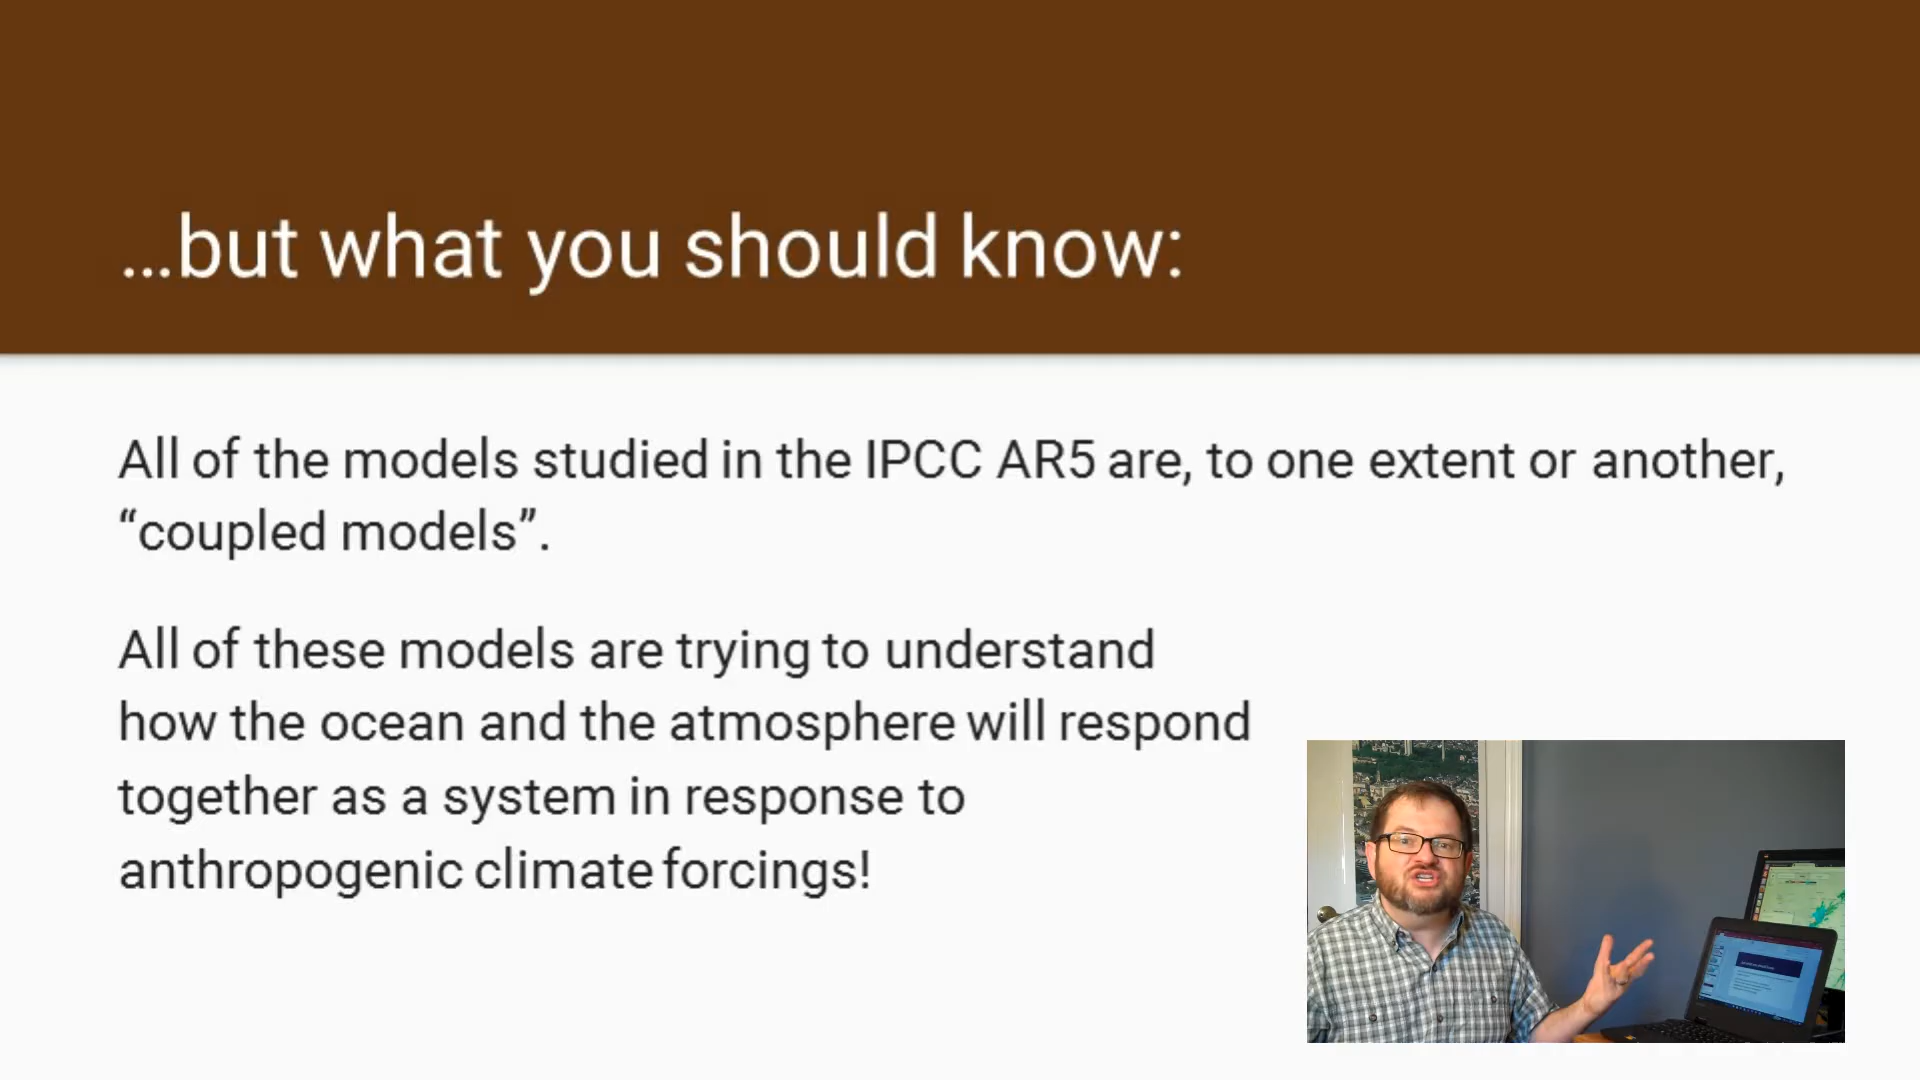 ...but what you should know:
All of the models studied in the IPCC AR5 are, to one extent or another,
“coupled models”.
All of these models are trying to understand
how the ocean and the atmosphere will respond
together as a system in response to
anthropogenic climate forcings!